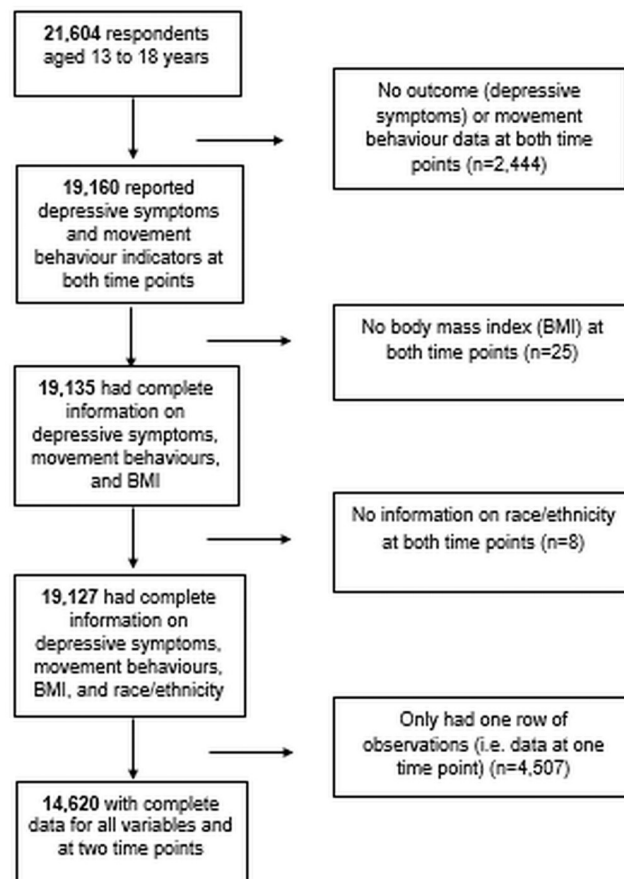 21,604 respondents
aged 13 to 18 years
No outcome (depressive
symptoms) or movement
behaviour data at both time
points (n=2,444)
19,160 reported
depressive symptoms
and movement
behaviour indicators at
both time points
No body mass index (BMI) at
both time points (n=25)
19,135 had complete
information on
depressive symptoms,
movement behaviours,
and BMI
No information on race/ethnicity
at both time points (n=8)
19,127 had complete
information on
depressive symptoms,
movement behaviours,
BMI, and race/ethnicity
Only had one row of
observations (i.e. data at one
time point) (n=4,507)
14,620 with complete
data for all variables and
at two time points